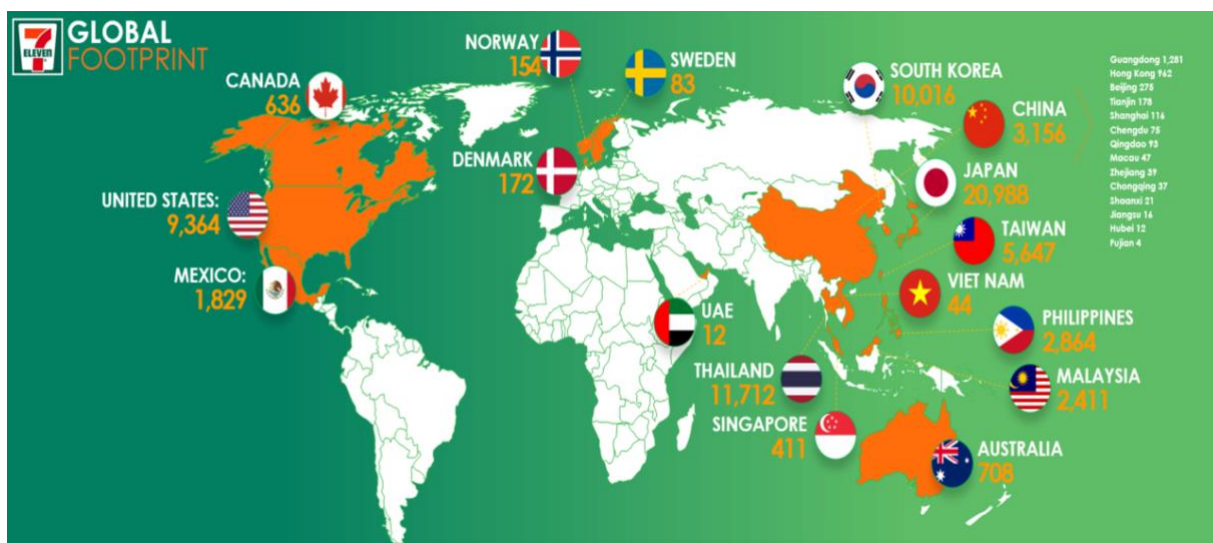 7
ELEVEN
GLOBAL
FOOTPRINT
CANADA
636
UNITED STATES:
9,364
MEXICO:
1,829
NORWAY
154
SWEDEN
83
DENMARK
172
UAE
12
SOUTH KOREA
10,016
CHINA
3,156
JAPAN
20,988
TAIWAN
5,647
VIET NAM
44
PHILIPPINES
2,864
THAILAND
11,712
MALAYSIA
2,411
SINGAPORE
411
AUSTRALIA
708
Guangdong 1,281
Hong Kong 962
Beijing 275
Tianjin 178
Shanghai 116
Chengdu 75
Qingdao 93
Macau 47
Zhejiang 39
Chongqing 37
Shaanxi 21
Jiangsu 16
Hubei 12
Fujian 4